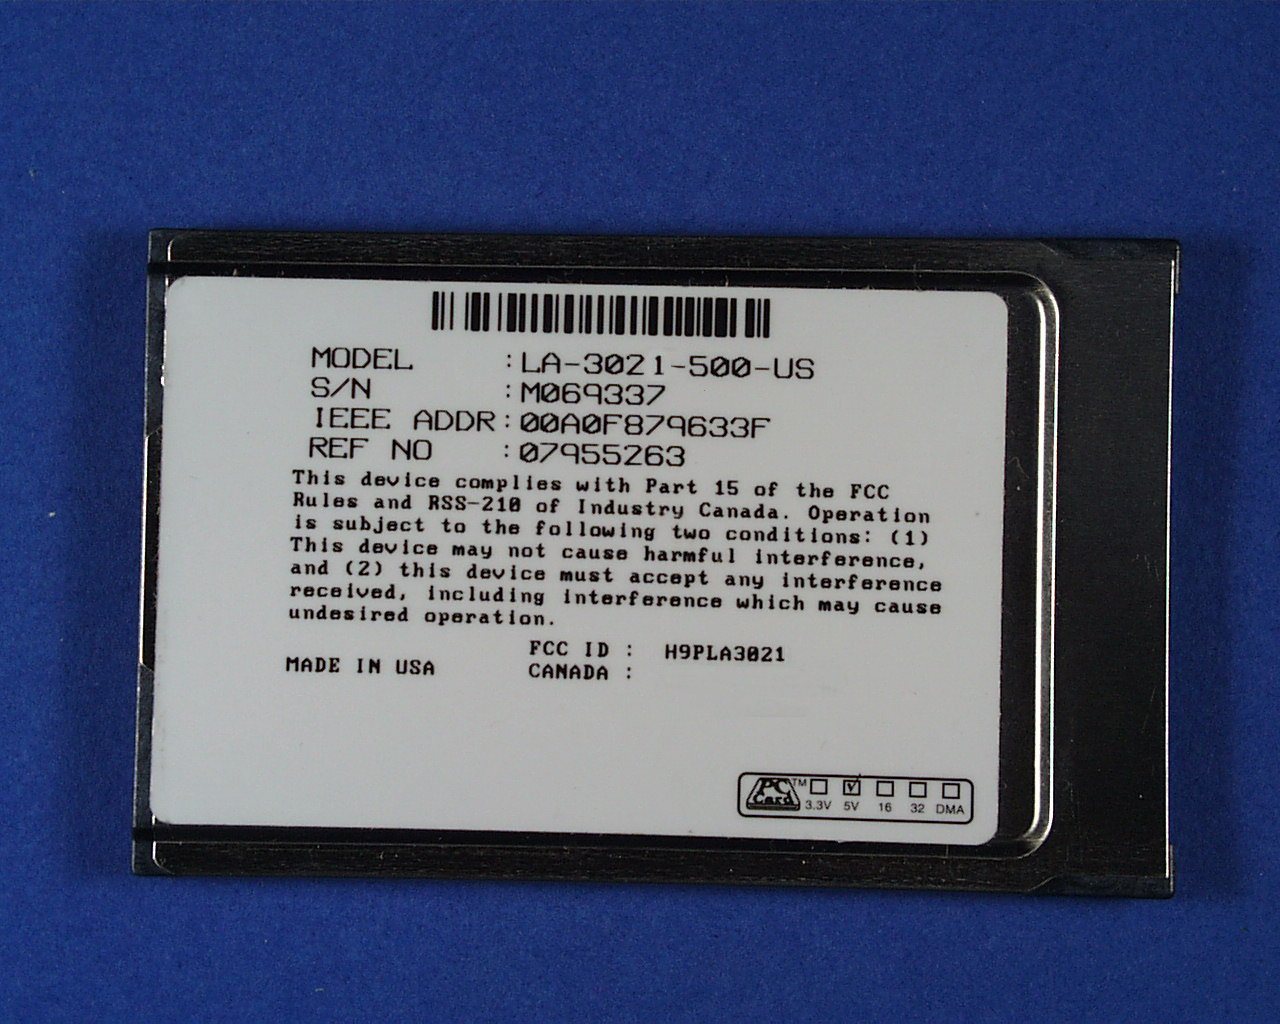 MODEL :LA-3021-500-US
S/N :M069337
IEEE ADDR:00A0F879633F
REF NO :07955263
This device complies with Part 15 of the FCC
Rules and RSS-210 of Industry Canada. Operation
is subject to the following two conditions: (1)
This device may not cause harmful interference,
and (2) this device must accept any interference
received, including interference which may cause
undesired operation.
FCC ID : H9PLA3021
MADE IN USA CANADA :
PC Card TM
3.3V 5V 16 32 DMA